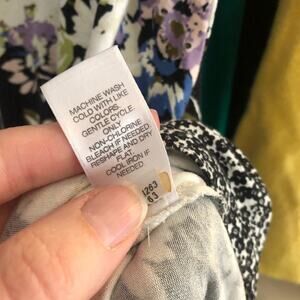 MACHINE WASH
COLD WITH LIKE
COLORS.
GENTLE CYCLE.
ONLY
NON-CHLORINE
BLEACH IF NEEDED.
RESHAPE AND DRY
FLAT.
COOL IRON IF
NEEDED